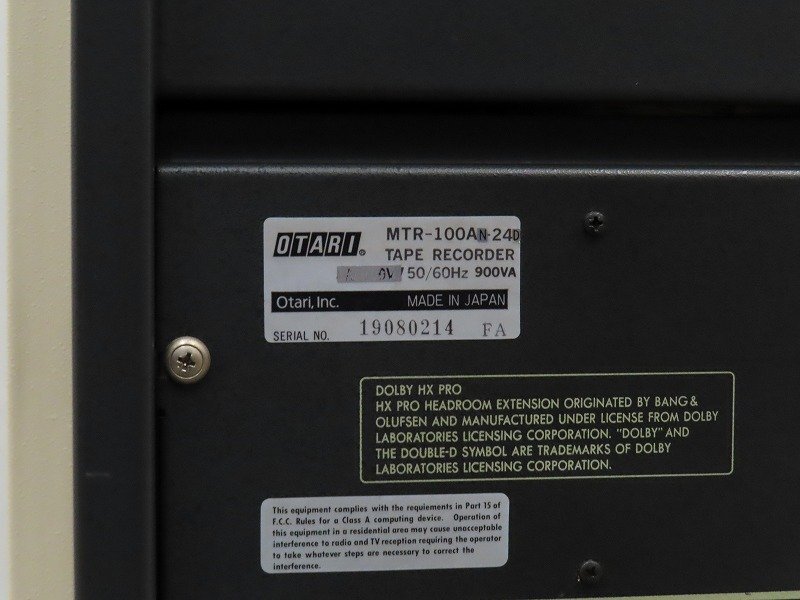 OTARI® MTR-100AN-24D
TAPE RECORDER
V 50/60Hz 900VA
Otari, Inc. MADE IN JAPAN
SERIAL NO. 19080214 FA
DOLBY HX PRO
HX PRO HEADROOM EXTENSION ORIGINATED BY BANG &
OLUFSEN AND MANUFACTURED UNDER LICENSE FROM DOLBY
LABORATORIES LICENSING CORPORATION. "DOLBY" AND
THE DOUBLE-D SYMBOL ARE TRADEMARKS OF DOLBY
LABORATORIES LICENSING CORPORATION.
This equipment complies with the requiements in Part 15 of
F.C.C. Rules for a Class A computing device. Operation of
this equipment in a residential area may cause unacceptable
interference to radio and TV reception requiring the operator
to take whatever steps are necessary to correct the
interference.